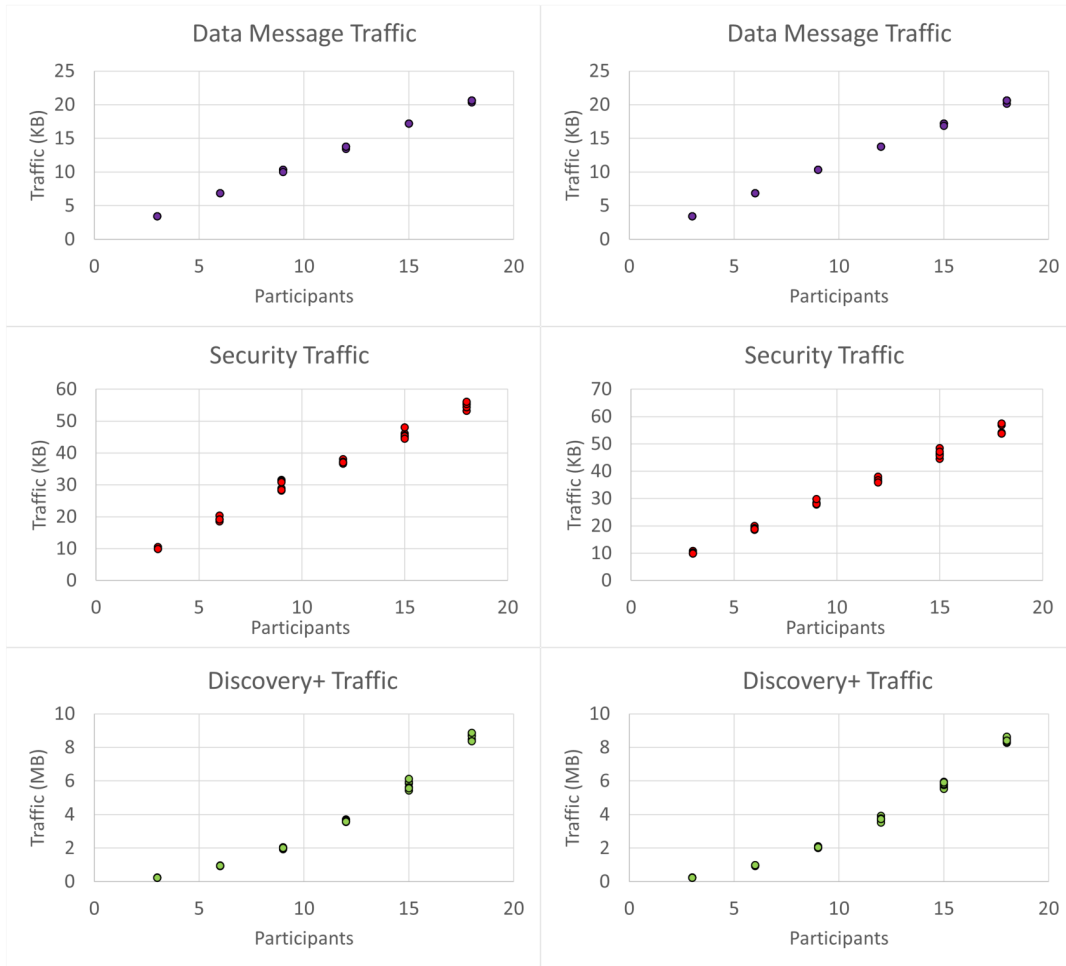 Data Message Traffic
25
20
15
10
5
0
Traffic (KB)
0 5 10 15 20
Participants
Data Message Traffic
25
20
15
10
5
0
Traffic (KB)
0 5 10 15 20
Participants
Security Traffic
60
50
40
30
20
10
0
Traffic (KB)
0 5 10 15 20
Participants
Security Traffic
70
60
50
40
30
20
10
0
Traffic (KB)
0 5 10 15 20
Participants
Discovery+ Traffic
10
8
6
4
2
0
Traffic (MB)
0 5 10 15 20
Participants
Discovery+ Traffic
10
8
6
4
2
0
Traffic (MB)
0 5 10 15 20
Participants